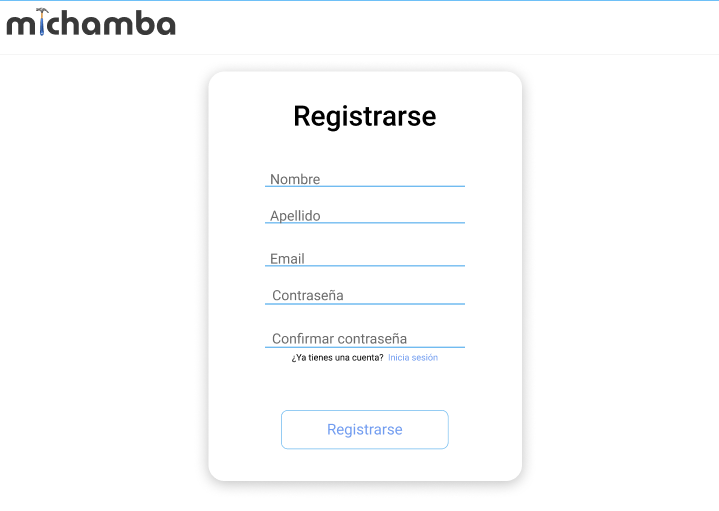 michamba
Registrarse
Nombre
Apellido
Email
Contraseña
Confirmar contraseña
¿Ya tienes una cuenta? Inicia sesión
Registrarse